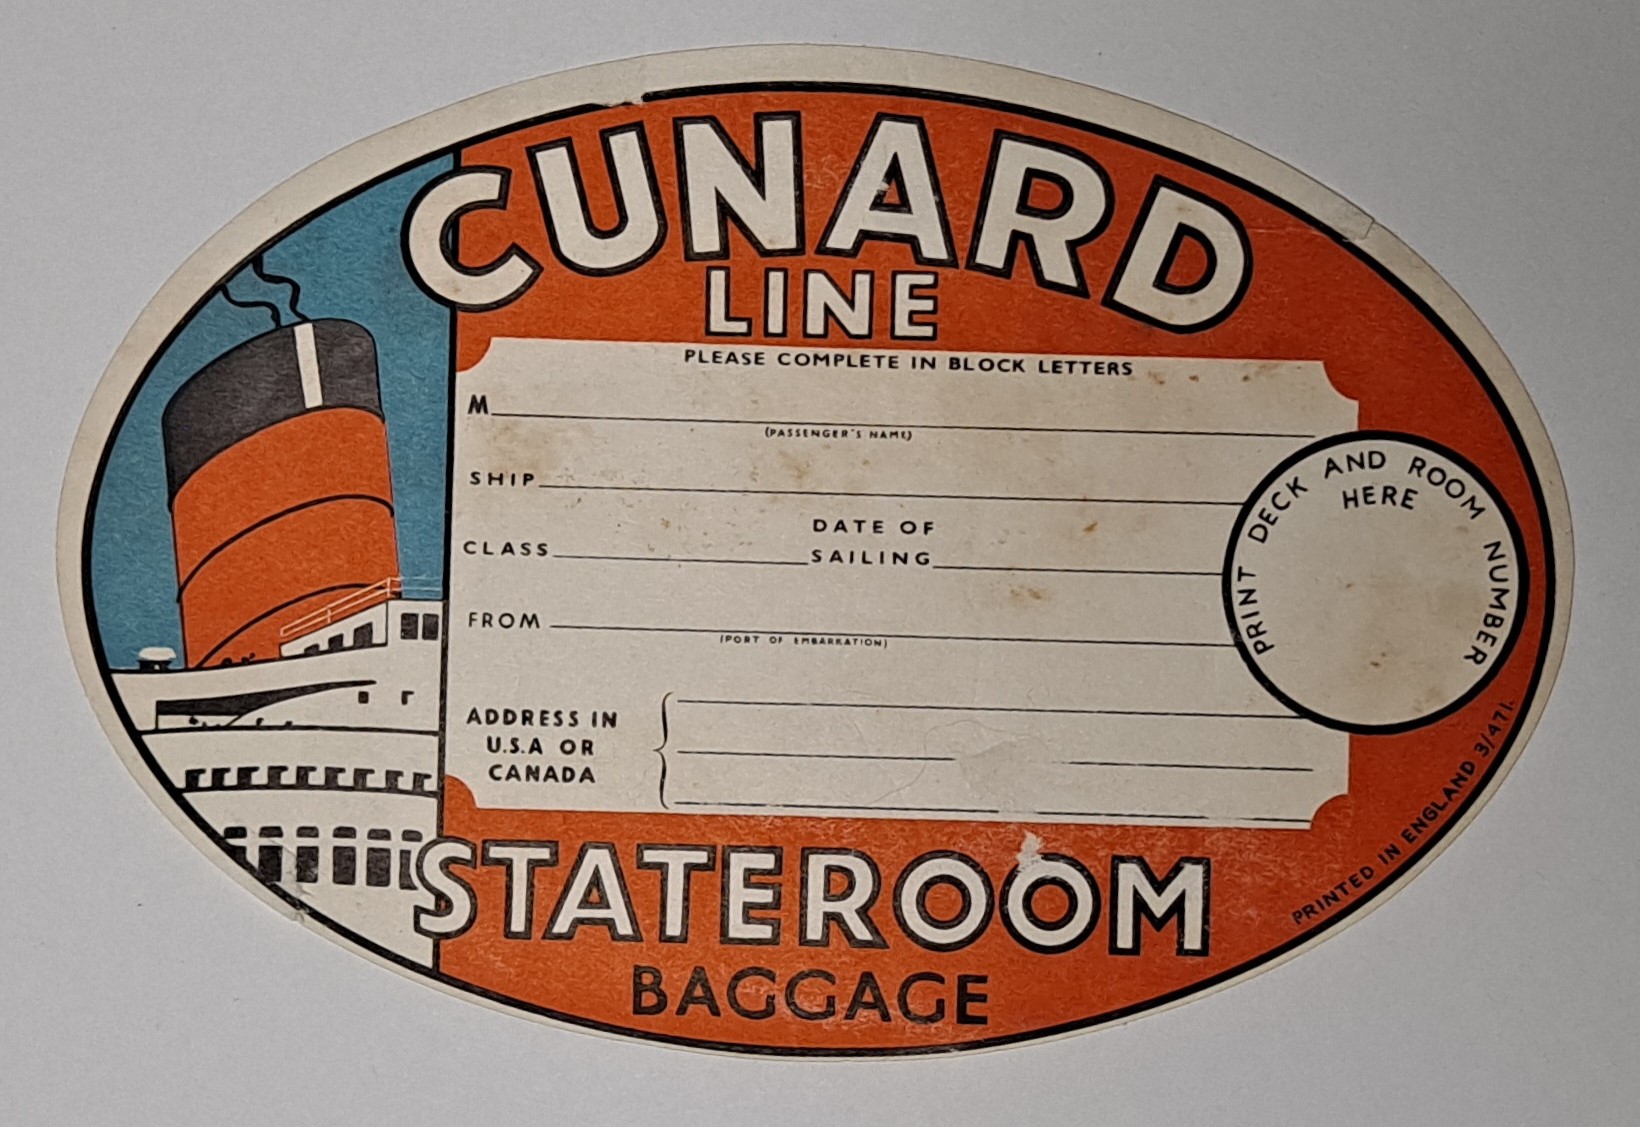 CUNARD
LINE
PLEASE COMPLETE IN BLOCK LETTERS
M
(PASSENGER'S NAME)
SHIP
CLASS
DATE OF
SAILING
FROM
(PORT OF EMBARKATION)
ADDRESS IN
U.S.A OR
CANADA
PRINT DECK AND ROOM NUMBER
HERE
STATEROOM
BAGGAGE
PRINTED IN ENGLAND 3/471.